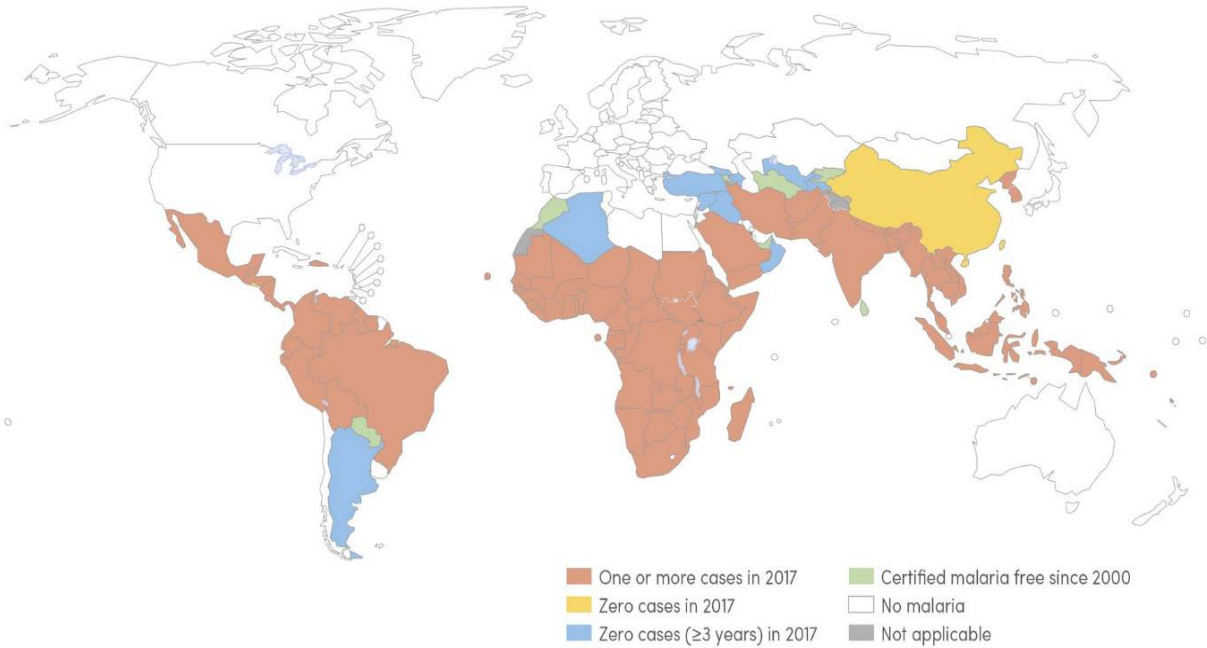 One or more cases in 2017
Zero cases in 2017
Zero cases (≥3 years) in 2017
Certified malaria free since 2000
No malaria
Not applicable